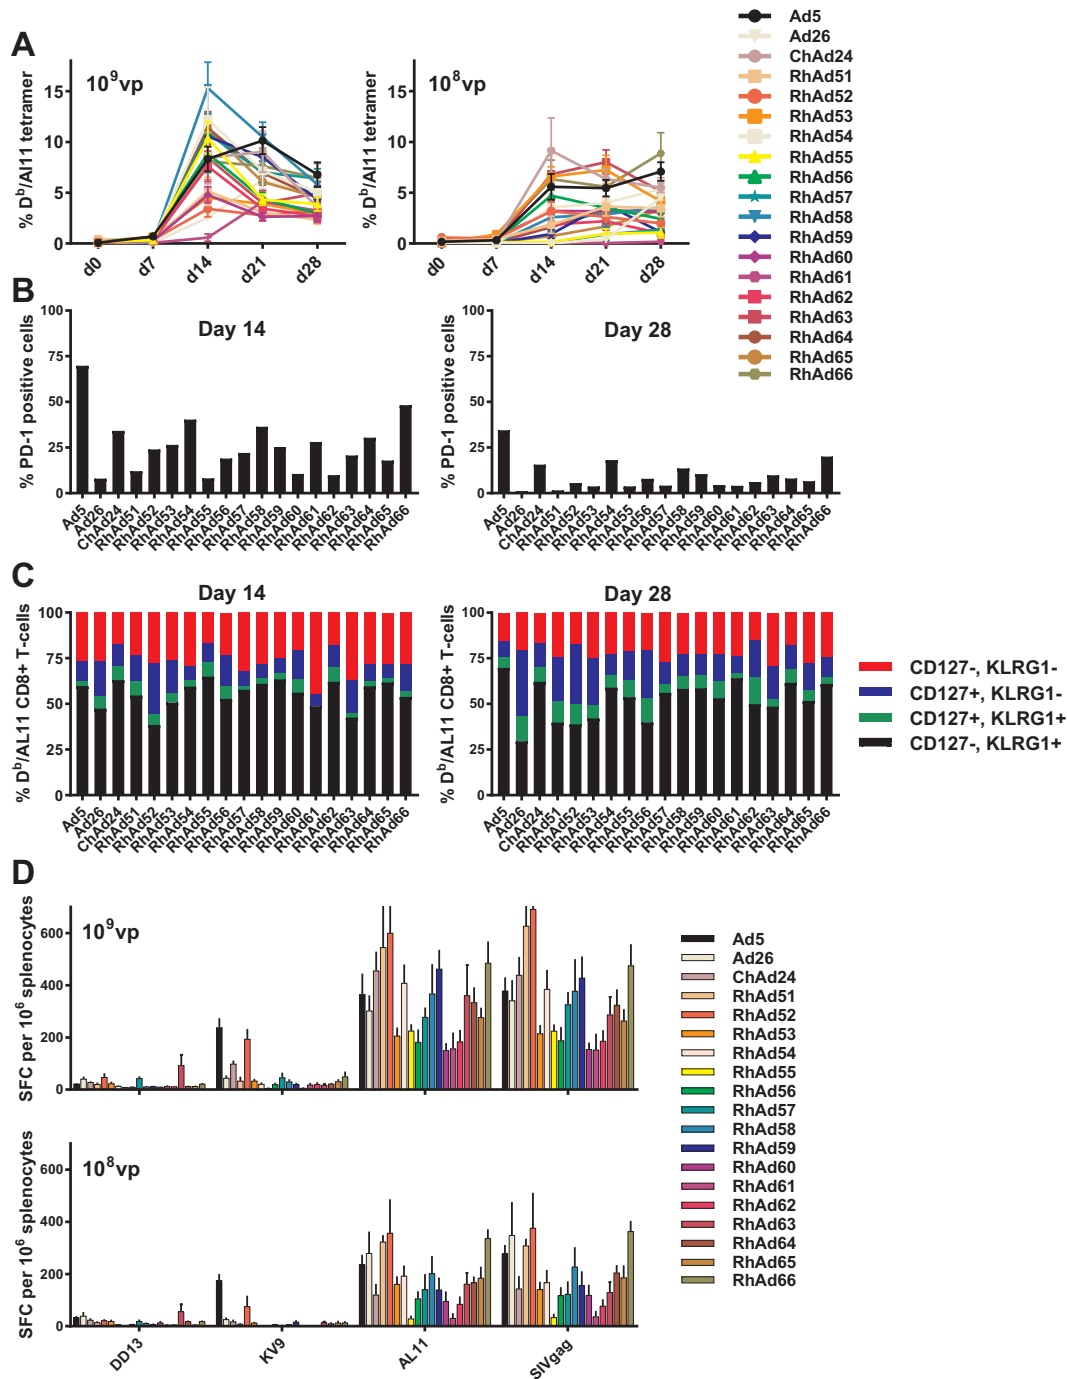 A
% Dᵇ/AI11 tetramer
10⁹vp
15
10
5
0
d0
d7
d14
d21
d28
% Dᵇ/AI11 tetramer
10⁸vp
15
10
5
0
d0
d7
d14
d21
d28
Ad5
Ad26
ChAd24
RhAd51
RhAd52
RhAd53
RhAd54
RhAd55
RhAd56
RhAd57
RhAd58
RhAd59
RhAd60
RhAd61
RhAd62
RhAd63
RhAd64
RhAd65
RhAd66
B
% PD-1 positive cells
Day 14
100
75
50
25
0
Ad5
Ad26
ChAd24
RhAd51
RhAd52
RhAd53
RhAd54
RhAd55
RhAd56
RhAd57
RhAd58
RhAd59
RhAd60
RhAd61
RhAd62
RhAd63
RhAd64
RhAd65
RhAd66
% PD-1 positive cells
Day 28
100
75
50
25
0
Ad5
Ad26
ChAd24
RhAd51
RhAd52
RhAd53
RhAd54
RhAd55
RhAd56
RhAd57
RhAd58
RhAd59
RhAd60
RhAd61
RhAd62
RhAd63
RhAd64
RhAd65
RhAd66
C
% Dᵇ/AL11 CD8+ T-cells
Day 14
100
75
50
25
0
Ad5
Ad26
ChAd24
RhAd51
RhAd52
RhAd53
RhAd54
RhAd55
RhAd56
RhAd57
RhAd58
RhAd59
RhAd60
RhAd61
RhAd62
RhAd63
RhAd64
RhAd65
RhAd66
% Dᵇ/AL11 CD8+ T-cells
Day 28
100
75
50
25
0
Ad5
Ad26
ChAd24
RhAd51
RhAd52
RhAd53
RhAd54
RhAd55
RhAd56
RhAd57
RhAd58
RhAd59
RhAd60
RhAd61
RhAd62
RhAd63
RhAd64
RhAd65
RhAd66
CD127-, KLRG1-
CD127+, KLRG1-
CD127+, KLRG1+
CD127-, KLRG1+
D
SFC per 10⁶ splenocytes
10⁹vp
600
400
200
0
SFC per 10⁶ splenocytes
10⁸vp
600
400
200
0
DD13
KV9
AL11
SIVgag
Ad5
Ad26
ChAd24
RhAd51
RhAd52
RhAd53
RhAd54
RhAd55
RhAd56
RhAd57
RhAd58
RhAd59
RhAd60
RhAd61
RhAd62
RhAd63
RhAd64
RhAd65
RhAd66